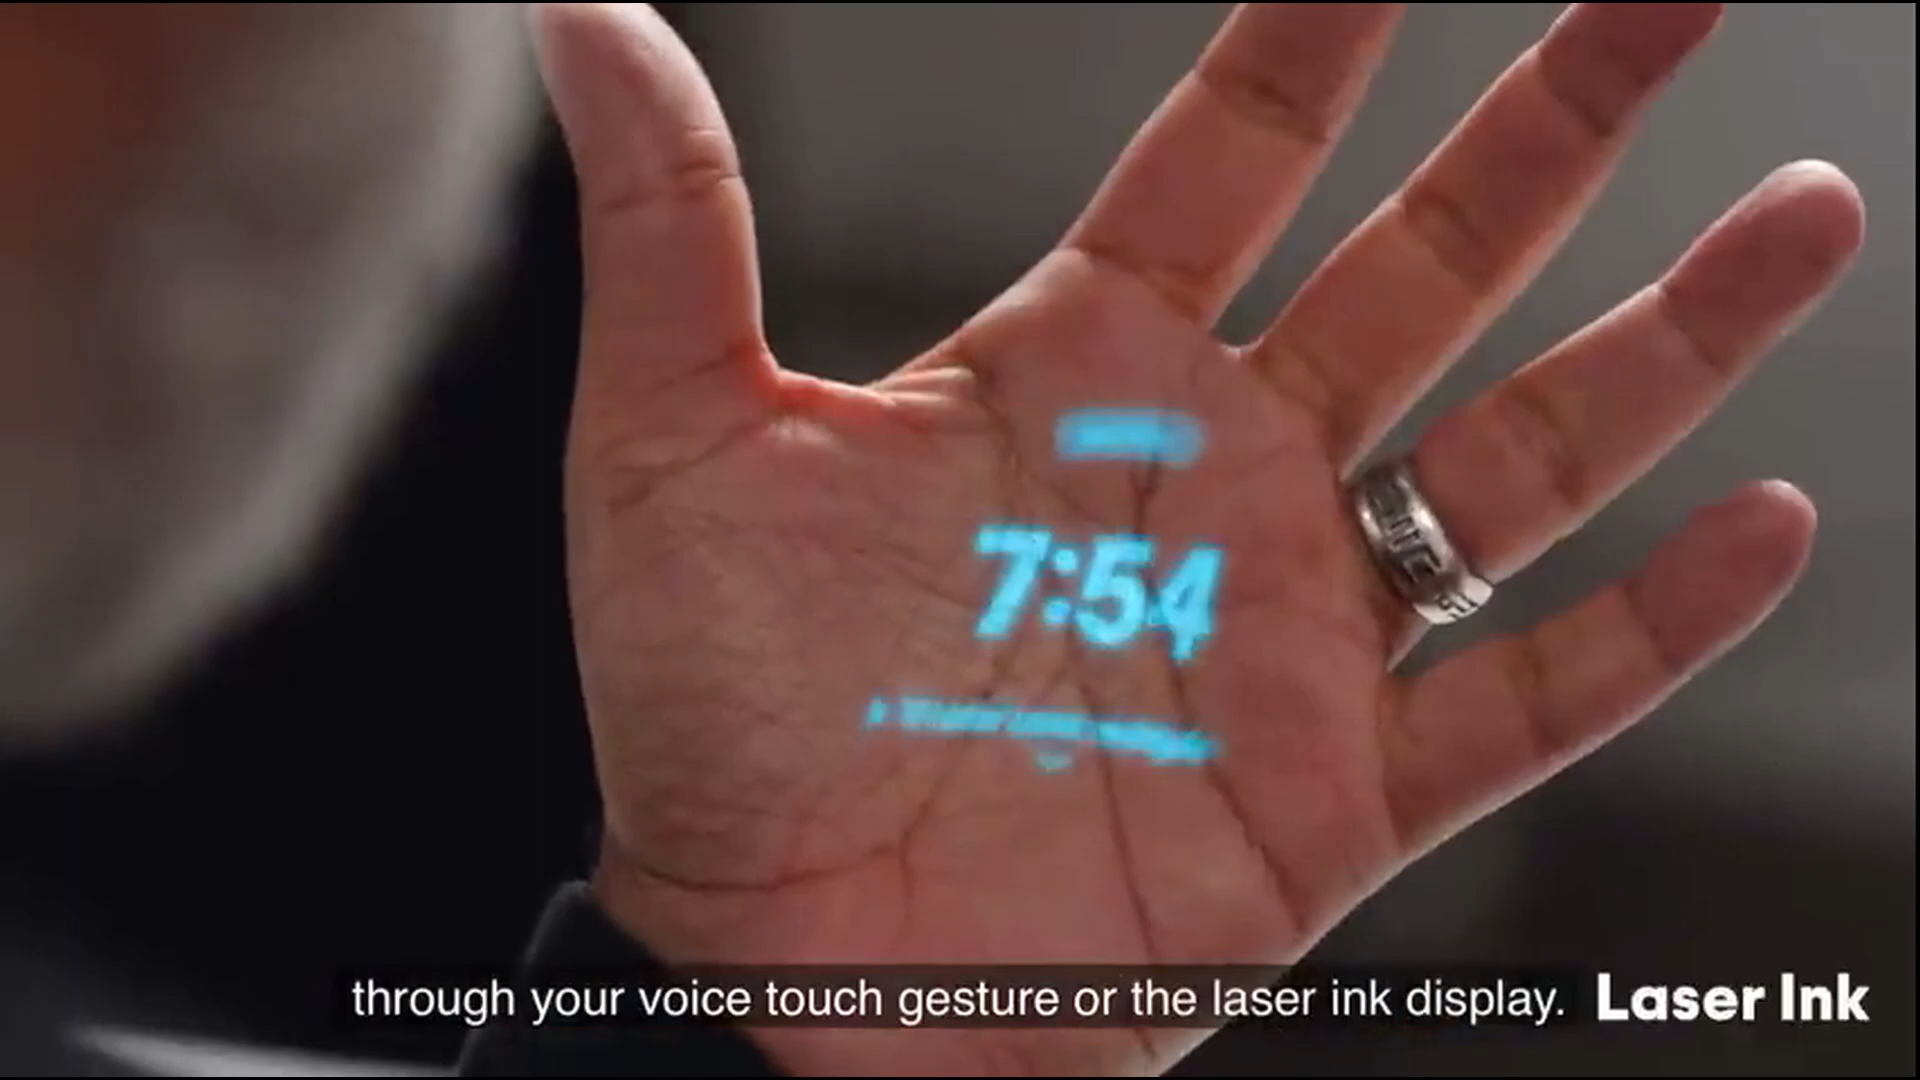 7:54
through your voice touch gesture or the laser ink display.
Laser Ink